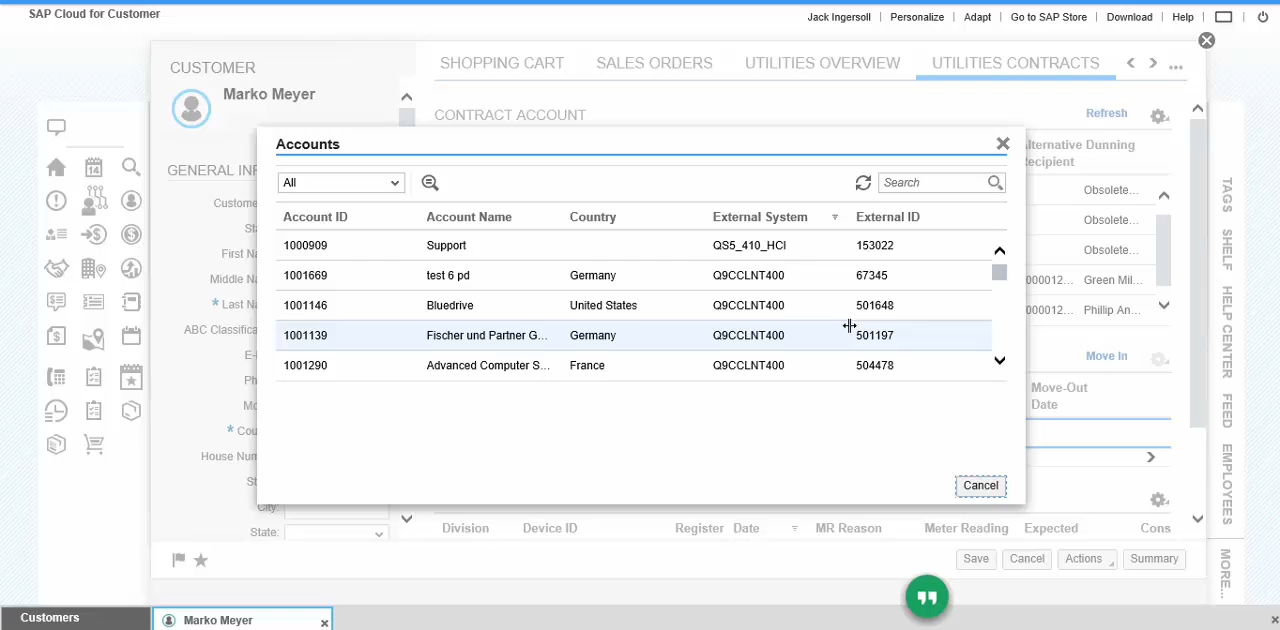 SAP Cloud for Customer
Jack Ingersoll | Personalize | Adapt | Go to SAP Store | Download | Help
CUSTOMER
Marko Meyer
SHOPPING CART SALES ORDERS UTILITIES OVERVIEW UTILITIES CONTRACTS
CONTRACT ACCOUNT Refresh
Accounts
All
Search
Account ID Account Name Country External System External ID
1000909 Support QS5_410_HCI 153022
1001669 test 6 pd Germany Q9CCLNT400 67345
1001146 Bluedrive United States Q9CCLNT400 501648
1001139 Fischer und Partner G... Germany Q9CCLNT400 501197
1001290 Advanced Computer S... France Q9CCLNT400 504478
Cancel
14
GENERAL
Custome
First Na
Middle Na
* Last Na
ABC Classifica
* Cou
House Num
City:
State:
lternative Dunning
ecipient
Obsolete...
Obsolete...
Obsolete...
000012... Green Mil...
000012... Phillip An...
Move In
Move-Out
Date
Division Device ID Register Date MR Reason Meter Reading Expected Cons
Save Cancel Actions Summary
TAGS
SHELF
HELP CENTER
FEED
EMPLOYEES
MORE...
Customers
Marko Meyer